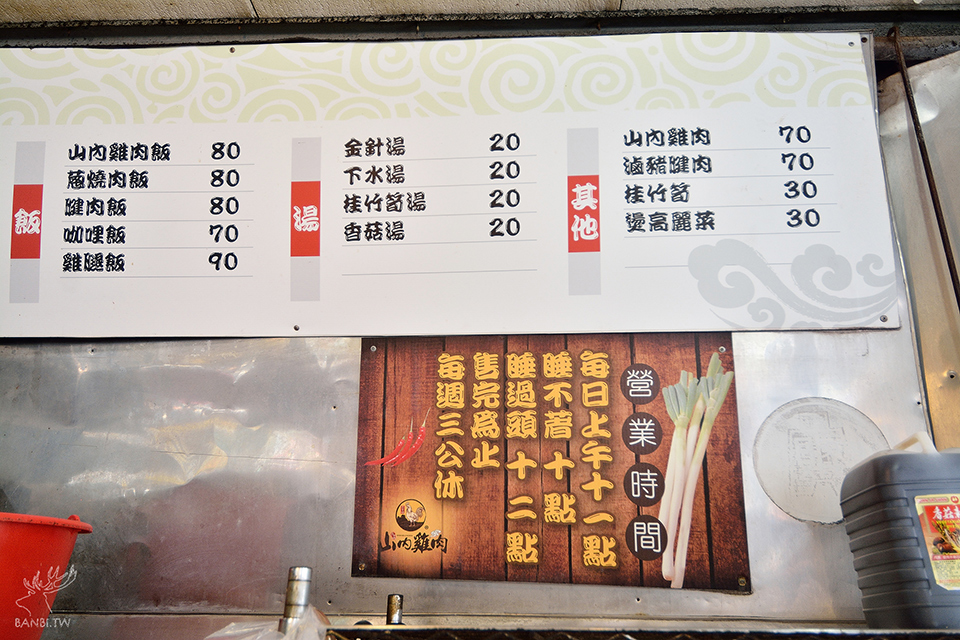 飯
山內雞肉飯 80
蔥燒肉飯 80
腱肉飯 80
咖哩飯 70
雞腿飯 90
湯
金針湯 20
下水湯 20
桂竹筍湯 20
香菇湯 20
其他
山內雞肉 70
滷豬腱肉 70
桂竹筍 30
燙高麗菜 30
營業時間
每日上午十一點
睡不著十點
睡過頭十二點
售完為止
每週三公休
山內雞肉
BANBI.TW